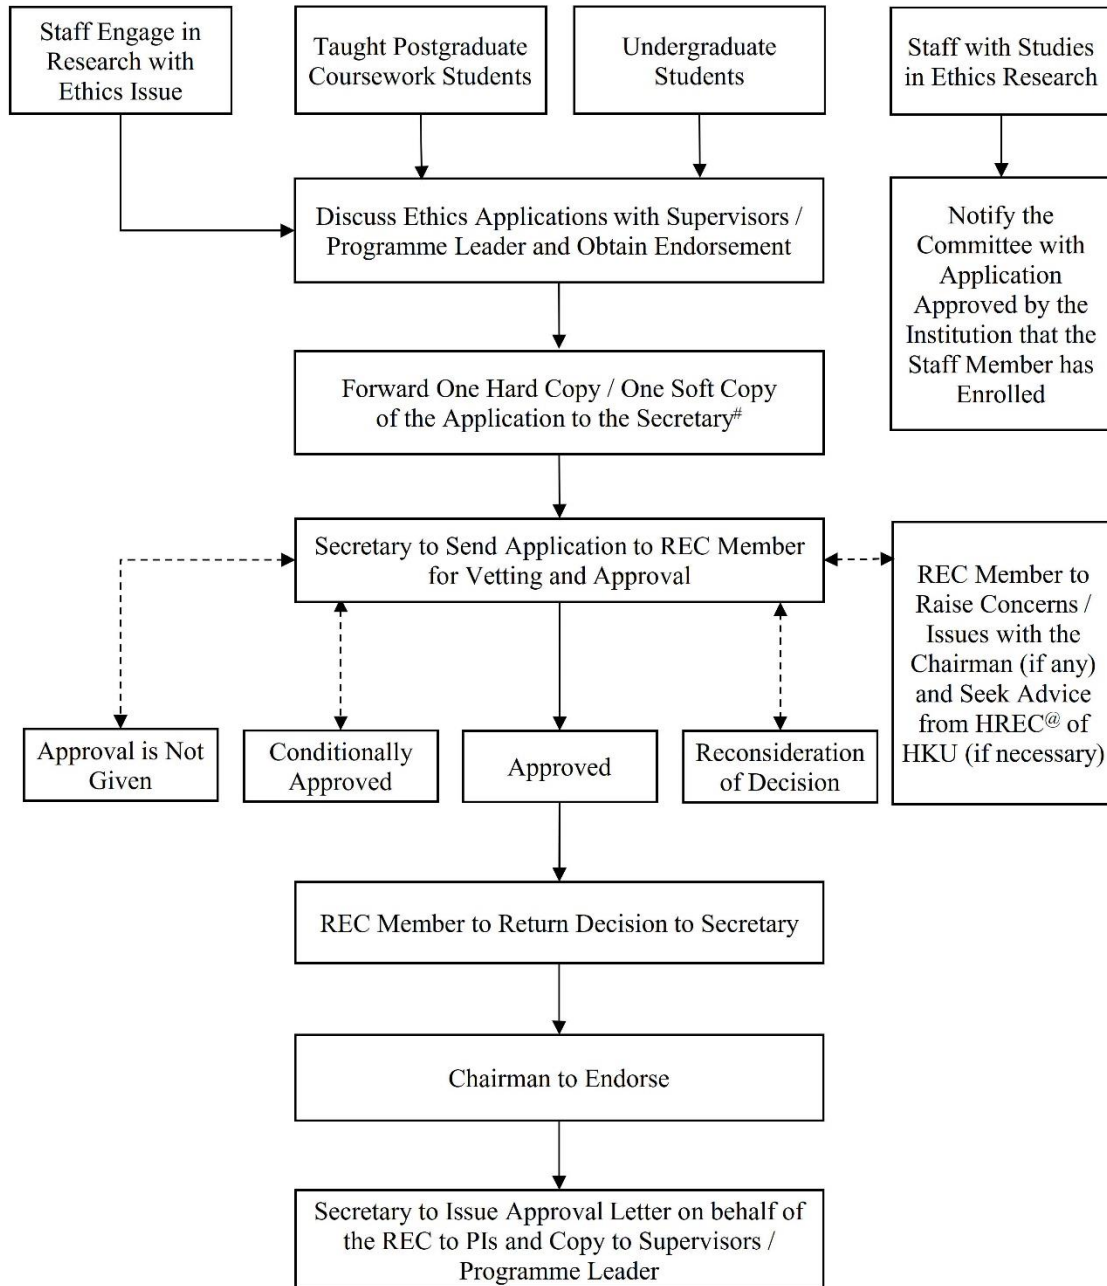 Staff Engage in
Research with
Ethics Issue
Taught Postgraduate
Coursework Students
Undergraduate
Students
Staff with Studies
in Ethics Research
Discuss Ethics Applications with Supervisors /
Programme Leader and Obtain Endorsement
Notify the
Committee with
Application
Approved by the
Institution that the
Staff Member has
Enrolled
Forward One Hard Copy / One Soft Copy
of the Application to the Secretary#
Secretary to Send Application to REC Member
for Vetting and Approval
REC Member to
Raise Concerns /
Issues with the
Chairman (if any)
and Seek Advice
from HREC@ of
HKU (if necessary)
Approval is Not
Given
Conditionally
Approved
Approved
Reconsideration
of Decision
REC Member to Return Decision to Secretary
Chairman to Endorse
Secretary to Issue Approval Letter on behalf of
the REC to PIs and Copy to Supervisors /
Programme Leader